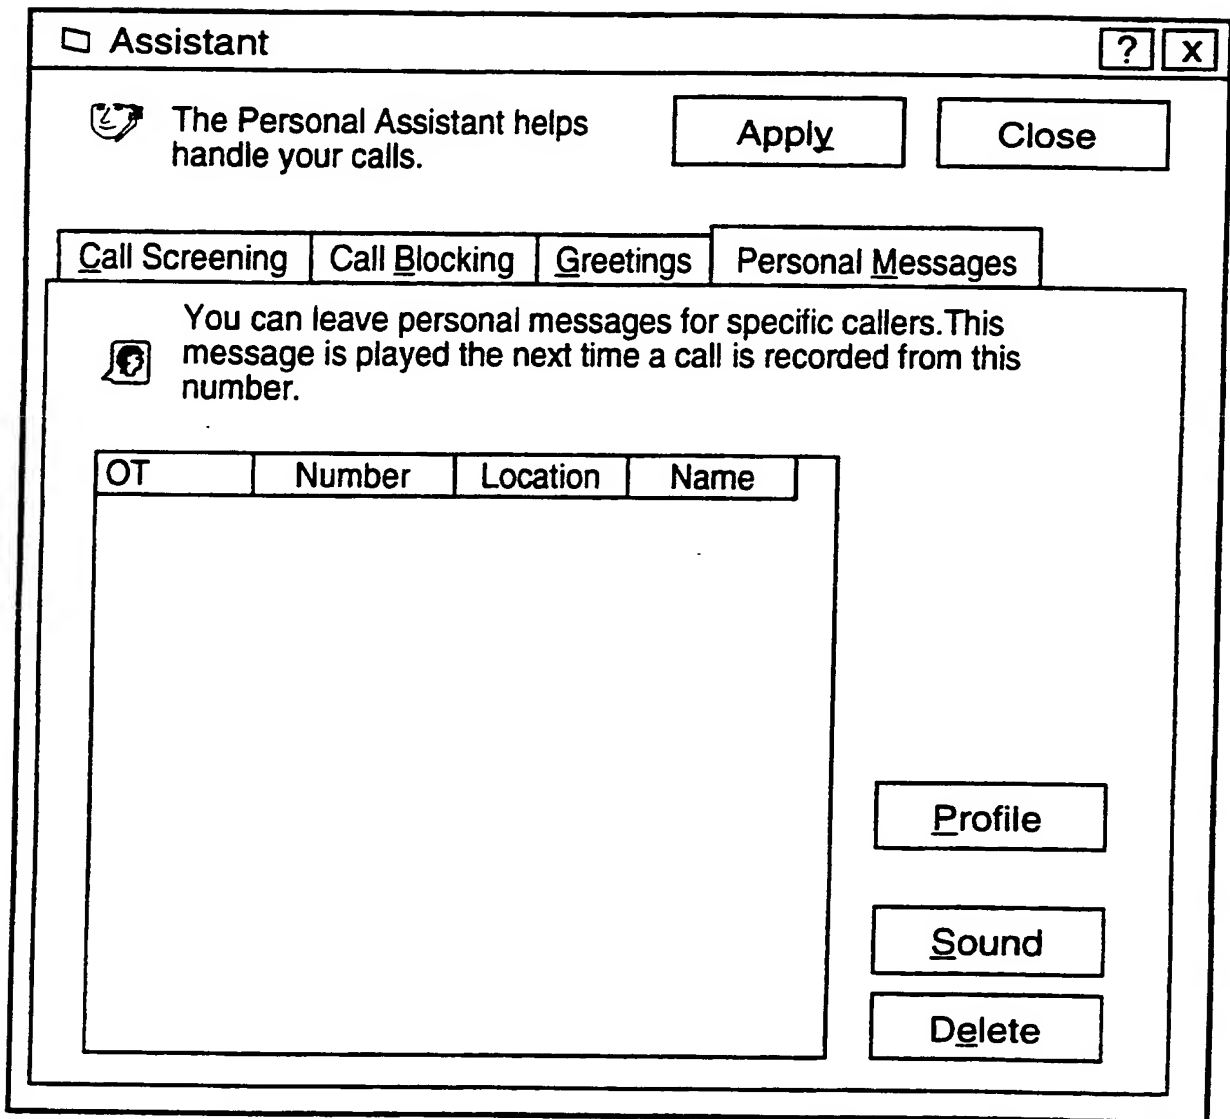 Assistant
? X
The Personal Assistant helps
handle your calls.
Apply
Close
Call Screening
Call Blocking
Greetings
Personal Messages
You can leave personal messages for specific callers.This
message is played the next time a call is recorded from this
number.
OT
Number
Location
Name
Profile
Sound
Delete